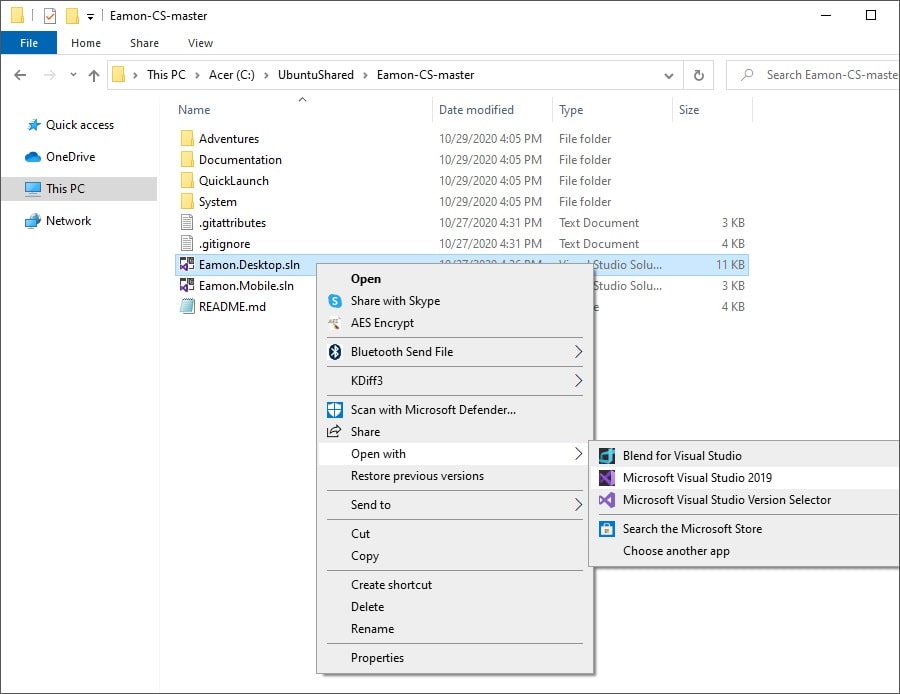 Eamon-CS-master
File Home Share View
This PC Acer (C:) UbuntuShared Eamon-CS-master Search Eamon-CS-maste
Name Date modified Type Size
Quick access
OneDrive
This PC
Network
Adventures 10/29/2020 4:05 PM File folder
Documentation 10/29/2020 4:05 PM File folder
QuickLaunch 10/29/2020 4:05 PM File folder
System 10/29/2020 4:05 PM File folder
.gitattributes 10/27/2020 4:31 PM Text Document 3 KB
.gitignore 10/27/2020 4:31 PM Text Document 4 KB
Eamon.Desktop.sln 11 KB
Eamon.Mobile.sln Studio Solu... 3 KB
README.md 4 KB
Open
Share with Skype
AES Encrypt
Bluetooth Send File
KDiff3
Scan with Microsoft Defender...
Share
Open with
Restore previous versions
Send to
Cut
Copy
Create shortcut
Delete
Rename
Properties
Blend for Visual Studio
Microsoft Visual Studio 2019
Microsoft Visual Studio Version Selector
Search the Microsoft Store
Choose another app